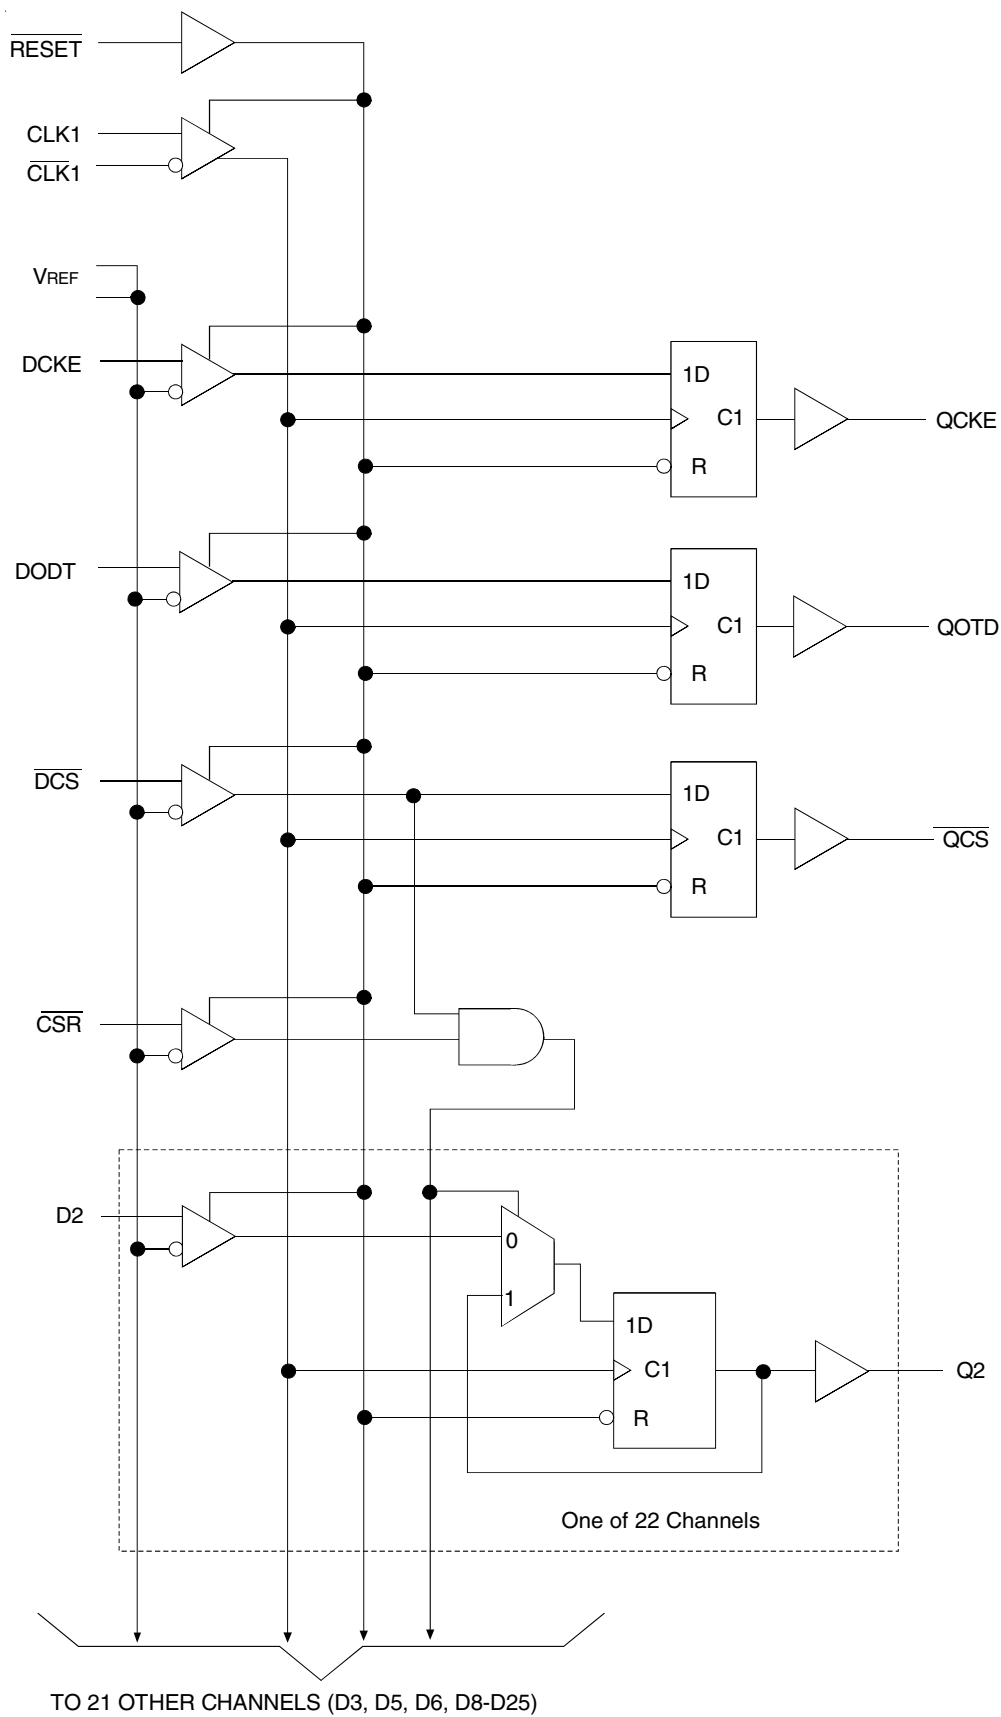 RESET
CLK1
CLK1
VREF
DCKE
1D
C1
QCKE
R
DODT
1D
C1
QOTD
R
DCS
1D
C1
QCS
R
CSR
D2
0
1
1D
C1
Q2
R
One of 22 Channels
TO 21 OTHER CHANNELS (D3, D5, D6, D8-D25)